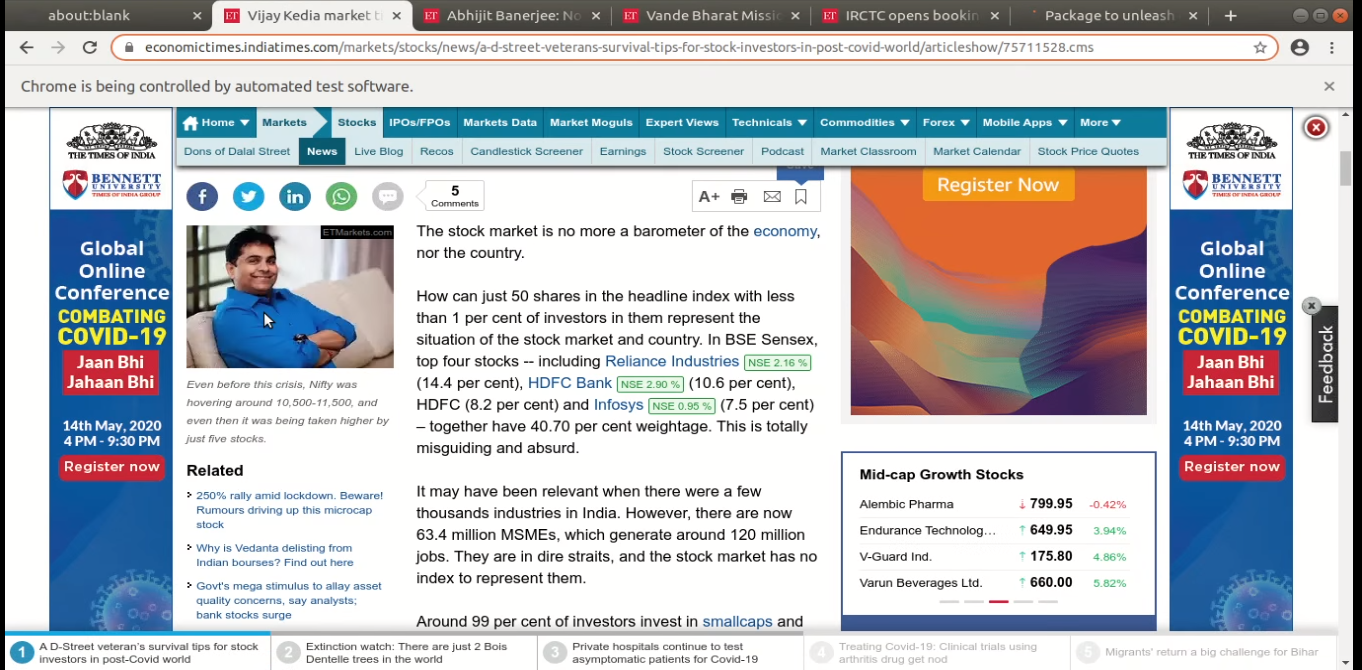 about:blank
Vijay Kedia market t
Abhijit Banerjee: No
Vande Bharat Missio
IRCTC opens bookin
Package to unleash
economictimes.indiatimes.com/markets/stocks/news/a-d-street-veterans-survival-tips-for-stock-investors-in-post-covid-world/articleshow/75711528.cms
Chrome is being controlled by automated test software.
Home Markets Stocks IPOs/FPOs Markets Data Market Moguls Expert Views Technicals Commodities Forex Mobile Apps More
Dons of Dalal Street News Live Blog Recos Candlestick Screener Earnings Stock Screener Podcast Market Classroom Market Calendar Stock Price Quotes
THE TIMES OF INDIA
BENNETT
UNIVERSITY
TIMES OF INDIA GROUP
Global
Online
Conference
COMBATING
COVID-19
Jaan Bhi
Jahaan Bhi
14th May, 2020
4 PM - 9:30 PM
Register now
5
Comments
A+
ETMarkets.com
Even before this crisis, Nifty was
hovering around 10,500-11,500, and
even then it was being taken higher by
just five stocks.
Related
250% rally amid lockdown. Beware!
Rumours driving up this microcap
stock
Why is Vedanta delisting from
Indian bourses? Find out here
Govt's mega stimulus to allay asset
quality concerns, say analysts;
bank stocks surge
The stock market is no more a barometer of the economy,
nor the country.
How can just 50 shares in the headline index with less
than 1 per cent of investors in them represent the
situation of the stock market and country. In BSE Sensex,
top four stocks -- including Reliance Industries NSE 2.16 %
(14.4 per cent), HDFC Bank NSE 2.90 % (10.6 per cent),
HDFC (8.2 per cent) and Infosys NSE 0.95 % (7.5 per cent)
– together have 40.70 per cent weightage. This is totally
misguiding and absurd.
It may have been relevant when there were a few
thousands industries in India. However, there are now
63.4 million MSMEs, which generate around 120 million
jobs. They are in dire straits, and the stock market has no
index to represent them.
Around 99 per cent of investors invest in smallcaps and
Register Now
Mid-cap Growth Stocks
Alembic Pharma ↓ 799.95 -0.42%
Endurance Technolog... ↑ 649.95 3.94%
V-Guard Ind. ↑ 175.80 4.86%
Varun Beverages Ltd. ↑ 660.00 5.82%
THE TIMES OF INDIA
BENNETT
UNIVERSITY
TIMES OF INDIA GROUP
Global
Online
Conference
COMBATING
COVID-19
Jaan Bhi
Jahaan Bhi
14th May, 2020
4 PM - 9:30 PM
Register now
Feedback
1 A D-Street veteran's survival tips for stock
investors in post-Covid world
2 Extinction watch: There are just 2 Bois
Dentelle trees in the world
3 Private hospitals continue to test
asymptomatic patients for Covid-19
4 Treating Covid-19: Clinical trials using
arthritis drug get nod
5 Migrants' return a big challenge for Bihar